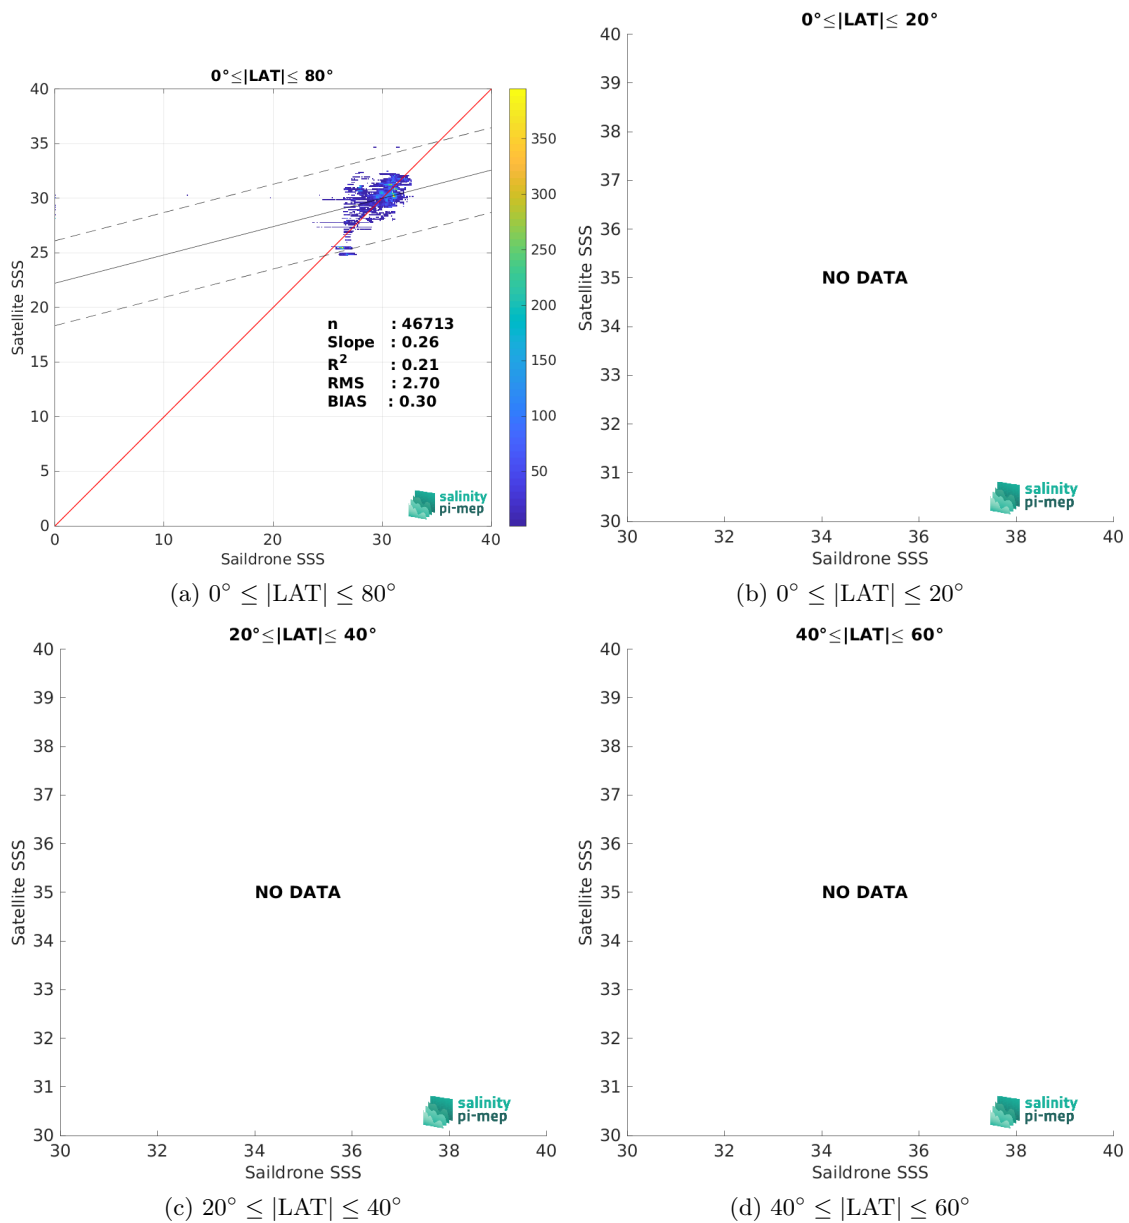 0°≤|LAT|≤ 80°
40
35
30
25
20
15
10
5
0
0
10
20
30
40
Satellite SSS
Saildrone SSS
n : 46713
Slope : 0.26
R² : 0.21
RMS : 2.70
BIAS : 0.30
350
300
250
200
150
100
50
salinity
pi-mep
(a) 0° ≤ |LAT| ≤ 80°
0°≤|LAT|≤ 20°
40
39
38
37
36
35
34
33
32
31
30
30
32
34
36
38
40
Satellite SSS
Saildrone SSS
NO DATA
salinity
pi-mep
(b) 0° ≤ |LAT| ≤ 20°
20°≤|LAT|≤ 40°
40
39
38
37
36
35
34
33
32
31
30
30
32
34
36
38
40
Satellite SSS
Saildrone SSS
NO DATA
salinity
pi-mep
(c) 20° ≤ |LAT| ≤ 40°
40°≤|LAT|≤ 60°
40
39
38
37
36
35
34
33
32
31
30
30
32
34
36
38
40
Satellite SSS
Saildrone SSS
NO DATA
salinity
pi-mep
(d) 40° ≤ |LAT| ≤ 60°